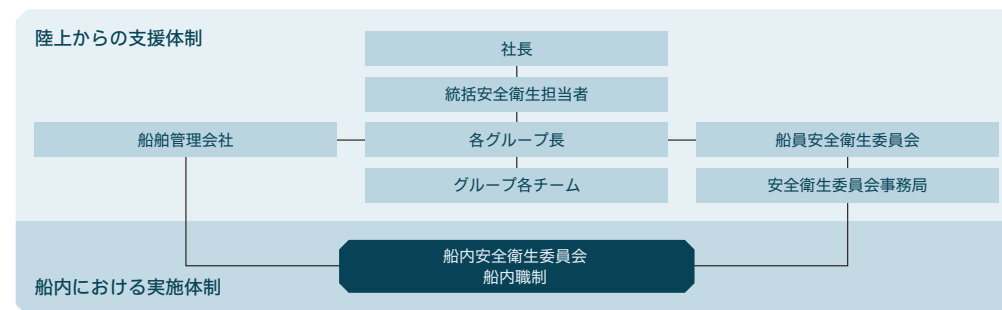 陸上からの支援体制
社長
統括安全衛生担当者
船舶管理会社
各グループ長
船員安全衛生委員会
グループ各チーム
安全衛生委員会事務局
船内安全衛生委員会
船内職制
船内における実施体制